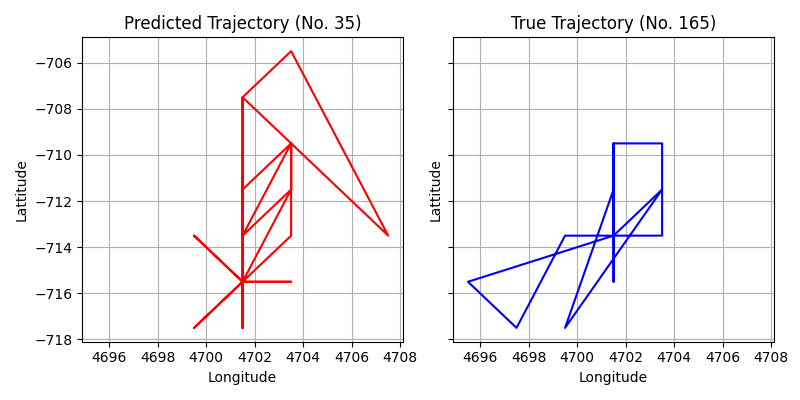 Predicted Trajectory (No. 35)
True Trajectory (No. 165)
−706
−708
−710
−712
−714
−716
−718
Lattitude
Lattitude
4696 4698 4700 4702 4704 4706 4708
4696 4698 4700 4702 4704 4706 4708
Longitude
Longitude